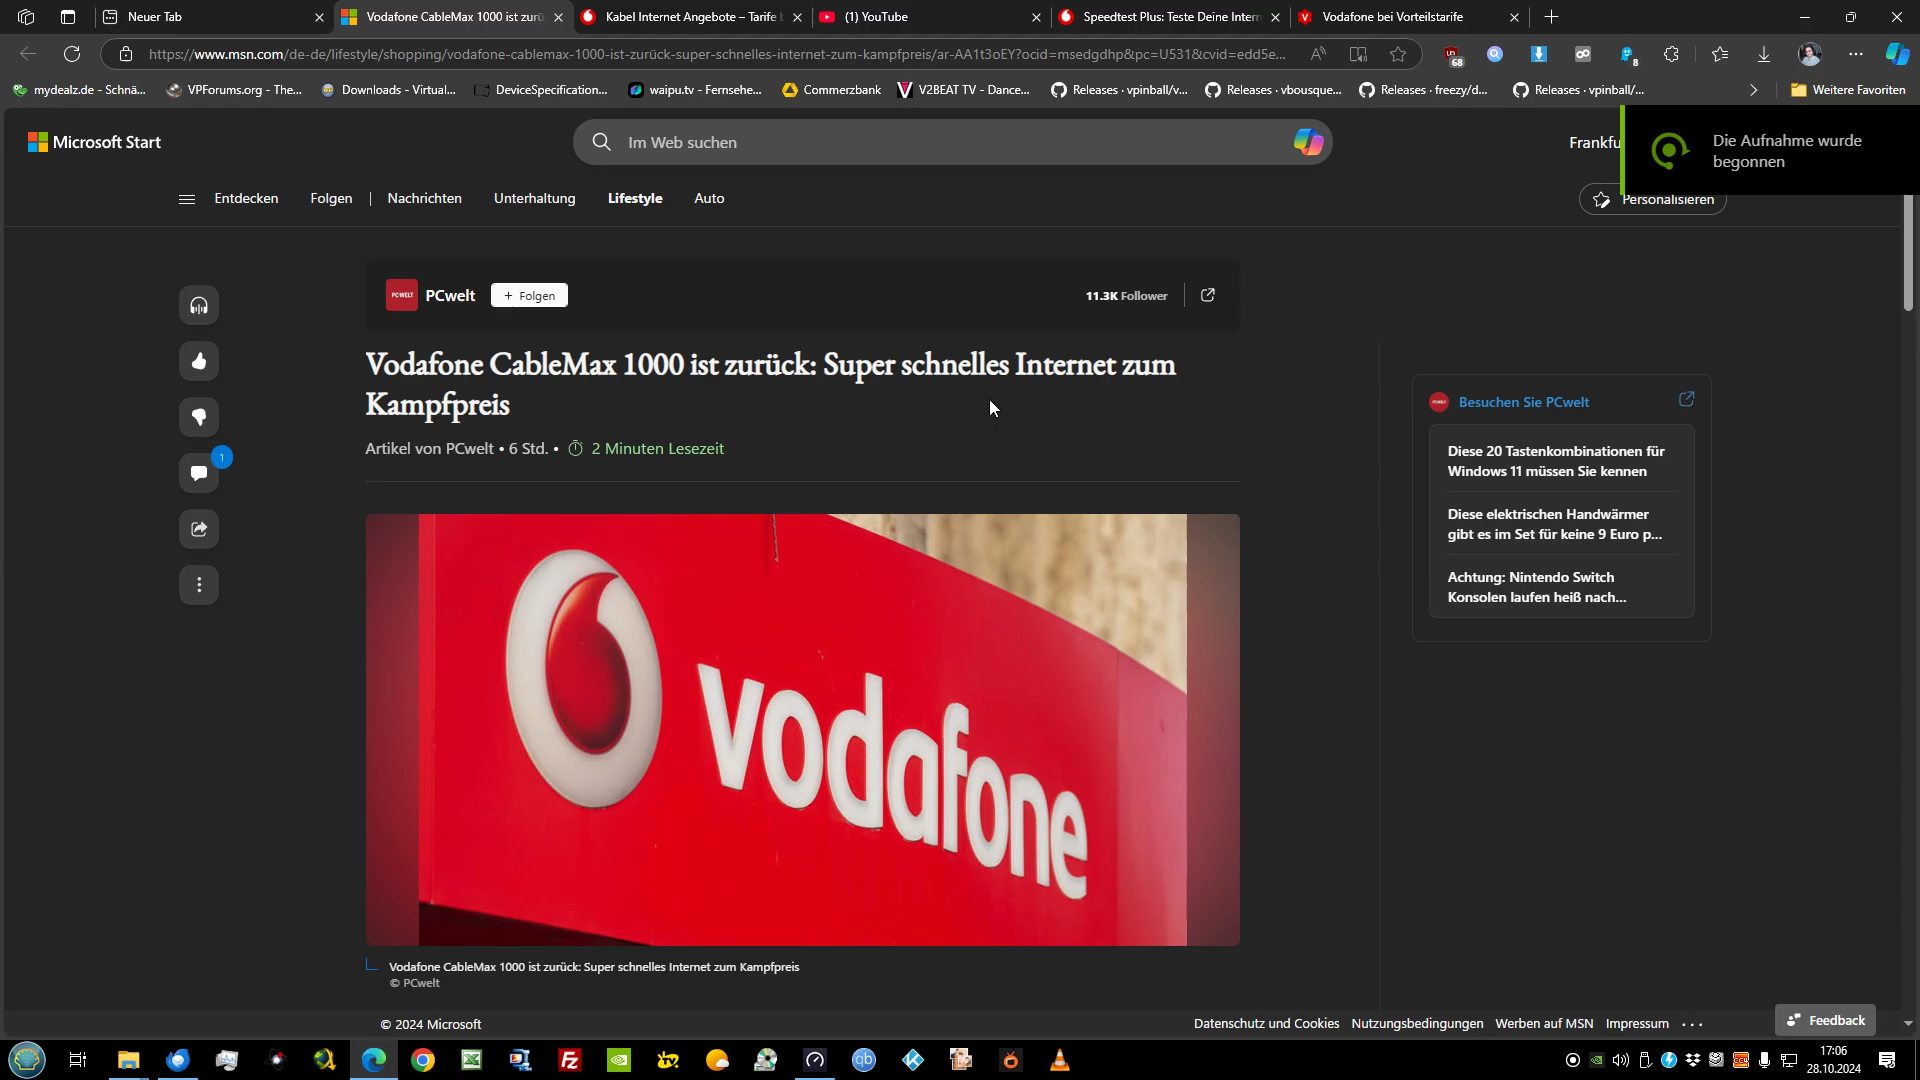 Neuer Tab
Vodafone CableMax 1000 ist zurü
Kabel Internet Angebote – Tarife
(1) YouTube
Speedtest Plus: Teste Deine Intern
Vodafone bei Vorteilstarife
https://www.msn.com/de-de/lifestyle/shopping/vodafone-cablemax-1000-ist-zurück-super-schnelles-internet-zum-kampfpreis/ar-AA1t3oEY?ocid=msedgdhp&pc=U531&cvid=edd5e...
68
8
mydealz.de - Schnä...
VPForums.org - The...
Downloads - Virtual...
DeviceSpecification...
waipu.tv - Fernsehe...
Commerzbank
V2BEAT TV - Dance...
Releases · vpinball/v...
Releases · vbousque...
Releases · freezy/d...
Releases · vpinball/...
Weitere Favoriten
Microsoft Start
Im Web suchen
Frankfu
Die Aufnahme wurde
begonnen
Entdecken
Folgen
Nachrichten
Unterhaltung
Lifestyle
Auto
Personalisieren
PCWELT
PCwelt
+ Folgen
11.3K Follower
Vodafone CableMax 1000 ist zurück: Super schnelles Internet zum
Kampfpreis
Artikel von PCwelt • 6 Std. •
2 Minuten Lesezeit
1
Besuchen Sie PCwelt
Diese 20 Tastenkombinationen für
Windows 11 müssen Sie kennen
Diese elektrischen Handwärmer
gibt es im Set für keine 9 Euro p...
Achtung: Nintendo Switch
Konsolen laufen heiß nach...
vodafone
Vodafone CableMax 1000 ist zurück: Super schnelles Internet zum Kampfpreis
© PCwelt
© 2024 Microsoft
Datenschutz und Cookies
Nutzungsbedingungen
Werben auf MSN
Impressum
...
Feedback
17:06
28.10.2024